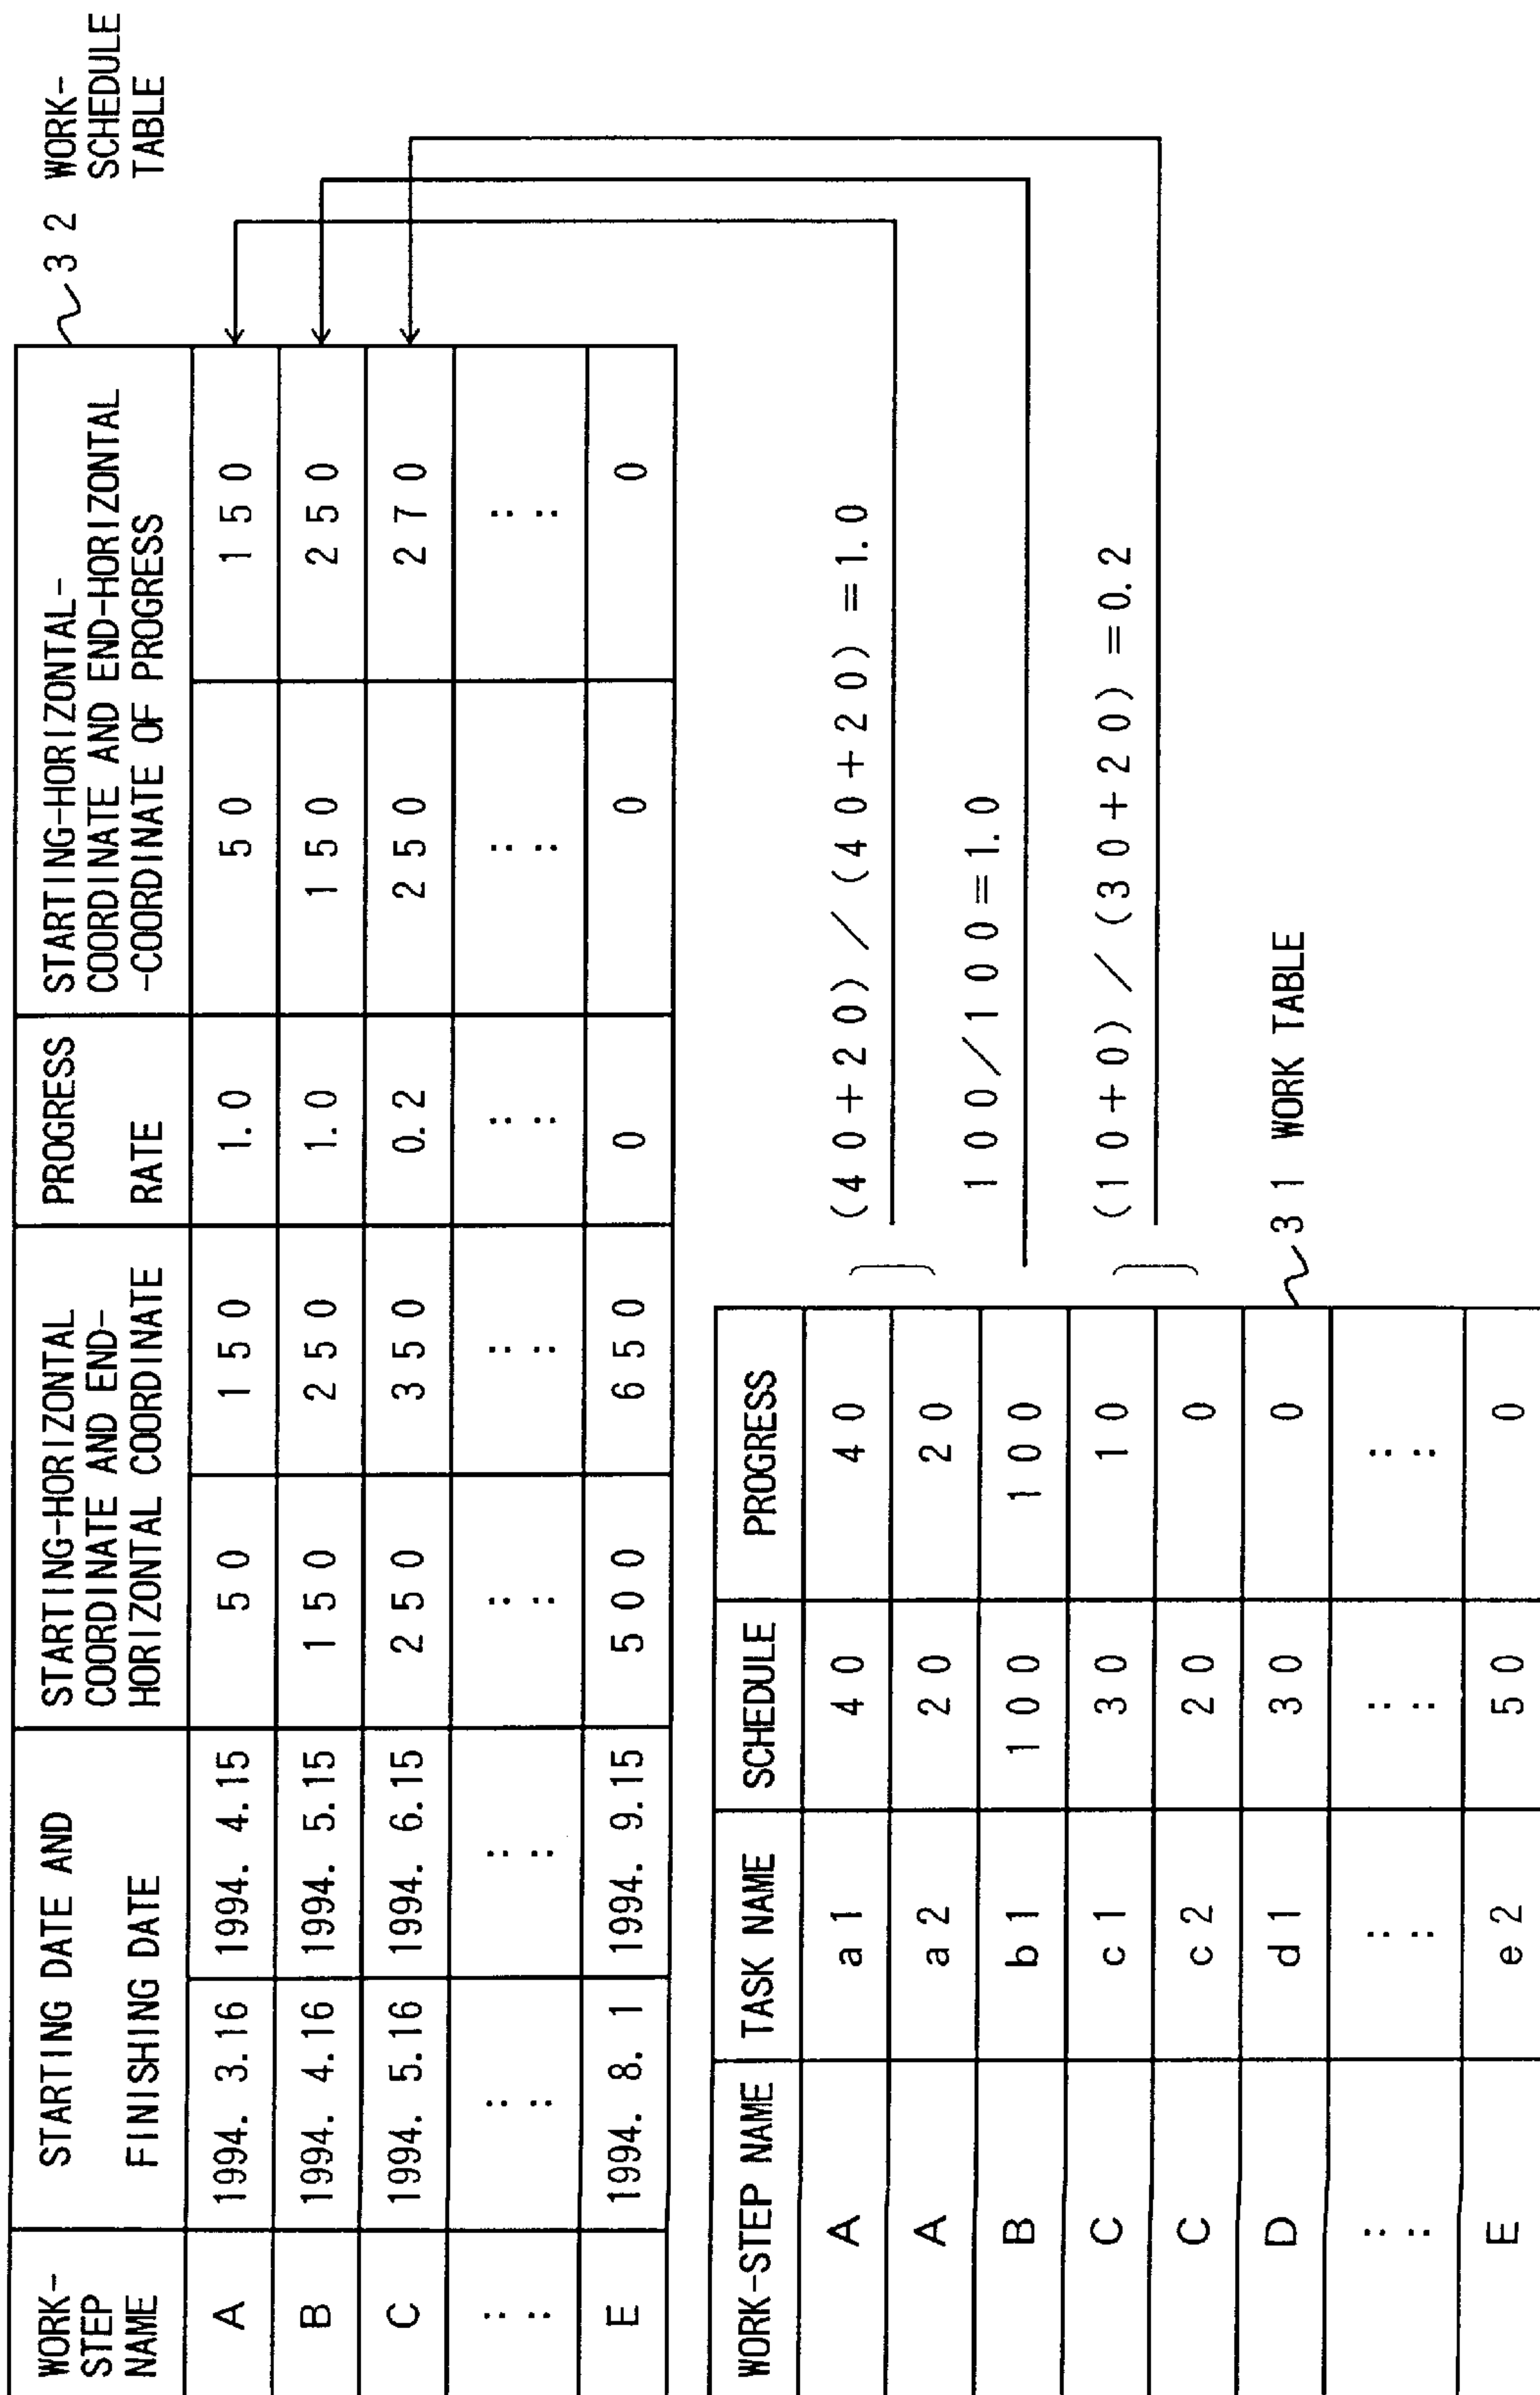 32 WORK-
SCHEDULE
TABLE
WORK-
STEP
NAME
STARTING DATE AND
FINISHING DATE
STARTING-HORIZONTAL
COORDINATE AND END-
HORIZONTAL COORDINATE
PROGRESS
RATE
STARTING-HORIZONTAL-
COORDINATE AND END-HORIZONTAL
-COORDINATE OF PROGRESS
A 1994. 3.16 1994. 4.15 50 150 1.0 50 150
B 1994. 4.16 1994. 5.15 150 250 1.0 150 250
C 1994. 5.16 1994. 6.15 250 350 0.2 250 270
:: :: :: :: :: :: :: ::
E 1994. 8. 1 1994. 9.15 500 650 0 0 0
(40+20)/(40+20)=1.0
100/100=1.0
(10+0)/(30+20)=0.2
31 WORK TABLE
WORK-STEP NAME TASK NAME SCHEDULE PROGRESS
A a1 40 40
A a2 20 20
B b1 100 100
C c1 30 10
C c2 20 0
D d1 30 0
:: :: :: ::
E e2 50 0